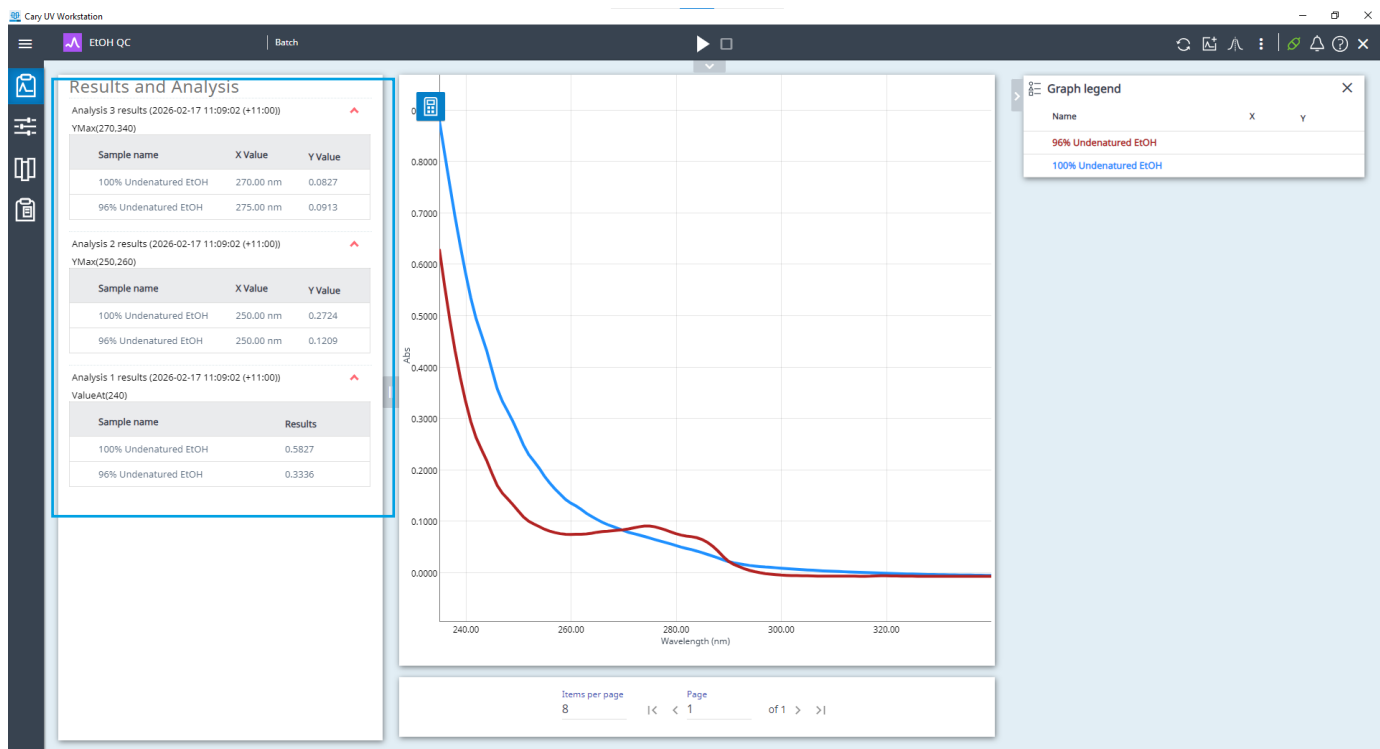 Cary UV Workstation
EtOH QC
Batch
Results and Analysis
Analysis 3 results (2026-02-17 11:09:02 (+11:00))
YMax(270,340)
Sample name X Value Y Value
100% Undenatured EtOH 270.00 nm 0.0827
96% Undenatured EtOH 275.00 nm 0.0913
Analysis 2 results (2026-02-17 11:09:02 (+11:00))
YMax(250,260)
Sample name X Value Y Value
100% Undenatured EtOH 250.00 nm 0.2724
96% Undenatured EtOH 250.00 nm 0.1209
Analysis 1 results (2026-02-17 11:09:02 (+11:00))
ValueAt(240)
Sample name Results
100% Undenatured EtOH 0.5827
96% Undenatured EtOH 0.3336
0.8000
0.7000
0.6000
0.5000
0.4000
0.3000
0.2000
0.1000
0.0000
Abs
240.00 260.00 280.00 300.00 320.00
Wavelength (nm)
Items per page
8
Page
1
of 1
Graph legend
Name X Y
96% Undenatured EtOH
100% Undenatured EtOH